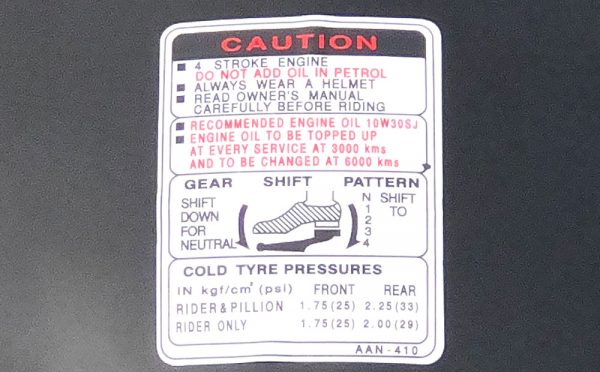 CAUTION
4 STROKE ENGINE
DO NOT ADD OIL IN PETROL
ALWAYS WEAR A HELMET
READ OWNER'S MANUAL
CAREFULLY BEFORE RIDING
RECOMMENDED ENGINE OIL 10W30SJ
ENGINE OIL TO BE TOPPED UP
AT EVERY SERVICE AT 3000 kms
AND TO BE CHANGED AT 6000 kms
GEAR SHIFT PATTERN
SHIFT
DOWN
FOR
NEUTRAL
N
1
2
3
4
SHIFT
TO
COLD TYRE PRESSURES
IN kgf/cm² (psi) FRONT REAR
RIDER & PILLION 1.75(25) 2.25(33)
RIDER ONLY 1.75(25) 2.00(29)
AAN-410